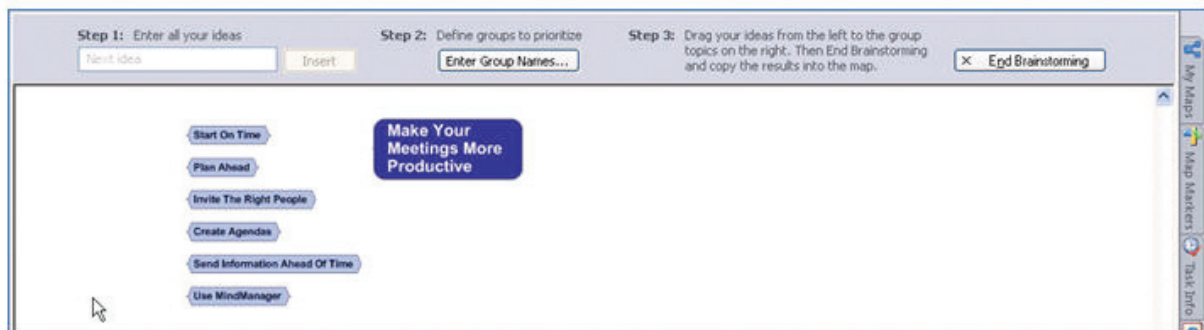 Step 1: Enter all your ideas
Next idea
Insert
Step 2: Define groups to prioritize
Enter Group Names...
Step 3: Drag your ideas from the left to the group
topics on the right. Then End Brainstorming
and copy the results into the map.
× End Brainstorming
Start On Time
Plan Ahead
Invite The Right People
Create Agendas
Send Information Ahead Of Time
Use MindManager
Make Your
Meetings More
Productive
My Maps
Map Markers
Task Info